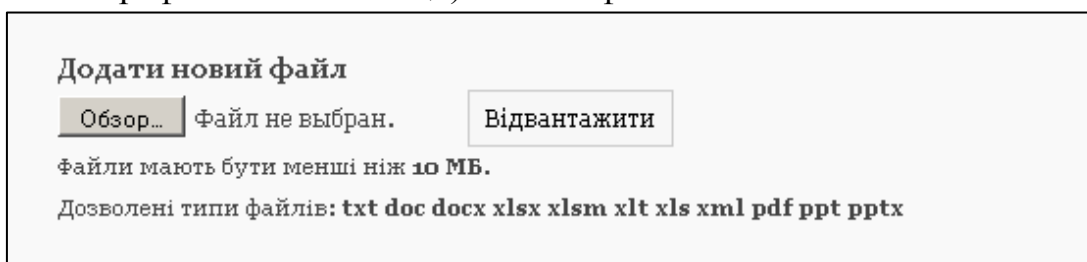 Додати новий файл
Обзор… Файл не выбран. Відвантажити
Файли мають бути менші ніж 10 МБ.
Дозволені типи файлів: txt doc docx xlsx xlsm xlt xls xml pdf ppt pptx